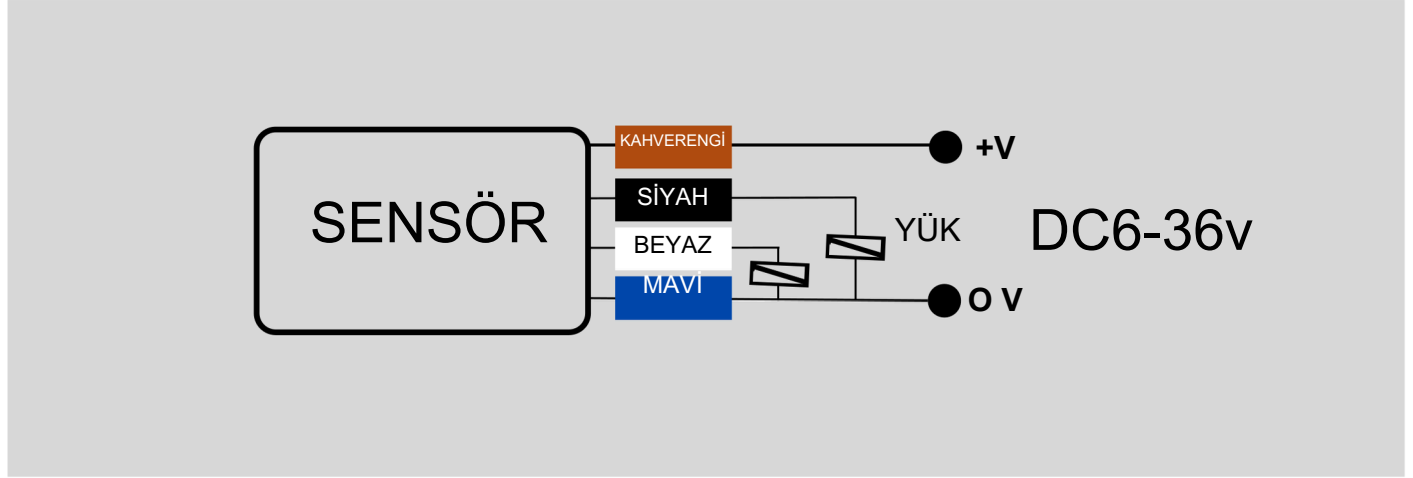 KAHVERENGİ
+V
SENSÖR
SİYAH
YÜK
DC6-36v
BEYAZ
MAVİ
O V